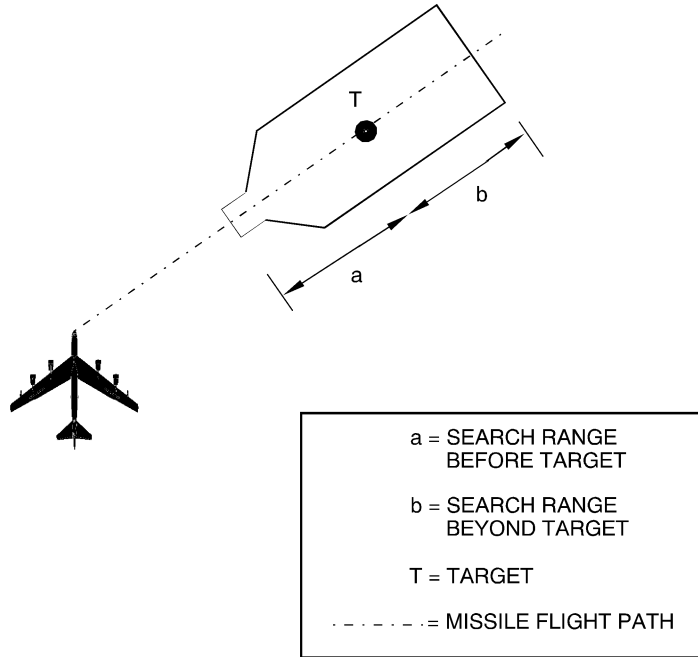 T
b
a
a = SEARCH RANGE
BEFORE TARGET
b = SEARCH RANGE
BEYOND TARGET
T = TARGET
= MISSILE FLIGHT PATH